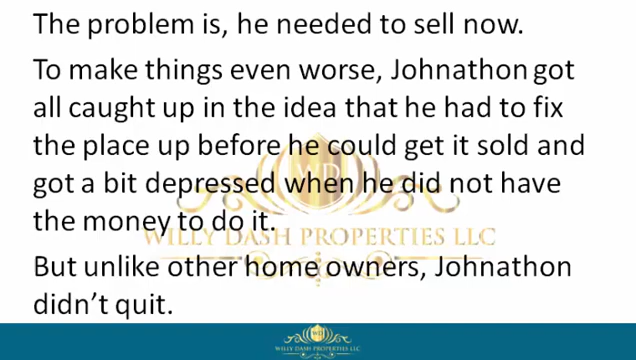 The problem is, he needed to sell now.
To make things even worse, Johnathon got
all caught up in the idea that he had to fix
the place up before he could get it sold and
got a bit depressed when he did not have
the money to do it.
WILLY DASH PROPERTIES LLC
But unlike other home owners, Johnathon
didn’t quit.
WILLY DASH PROPERTIES LLC